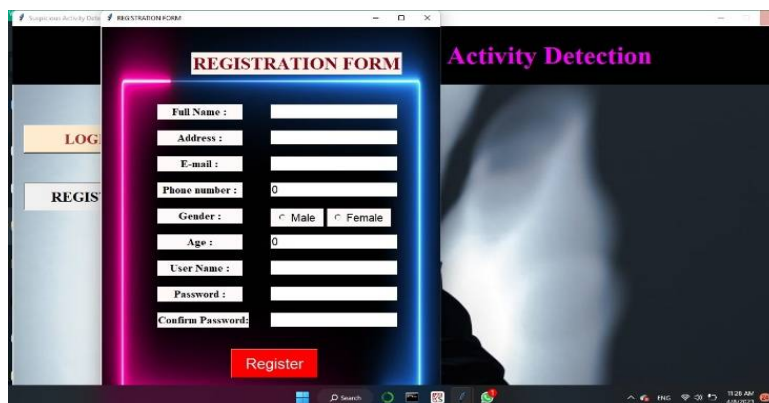 Suspicious Activity Dete
REGISTRATION FORM
REGISTRATION FORM
Activity Detection
Full Name :
LOGI
Address :
E-mail :
Phone number : 0
REGIS
Gender : Male Female
Age : 0
User Name :
Password :
Confirm Password:
Register
Search
ENG
11:26 AM